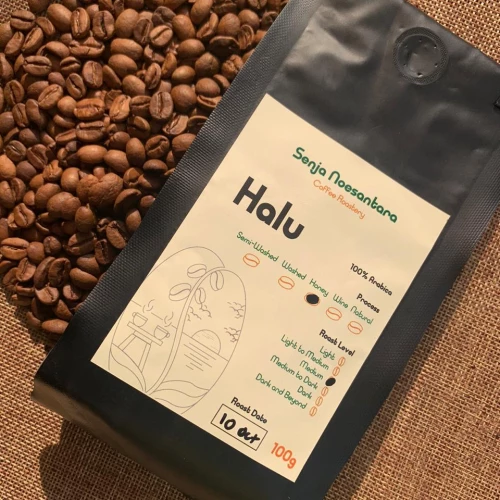 Senja Noesantara
Coffee Roastery
Halu
100% Arabica
Process
Semi-Washed Washed Honey Wine Natural
Roast Level
Light
Light to Medium
Medium
Medium to Dark
Dark
Dark and Beyond
Roast Date
10 Oct
100g